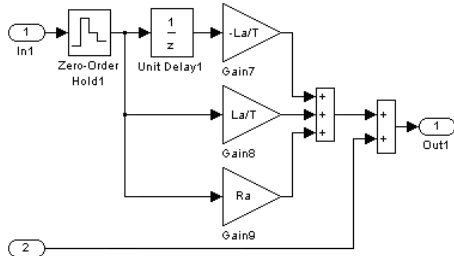 1
In1
Zero-Order
Hold1
1
z
Unit Delay1
-La/T
Gain7
La/T
Gain8
Ra
Gain9
+
+
+
+
+
1
Out1
2